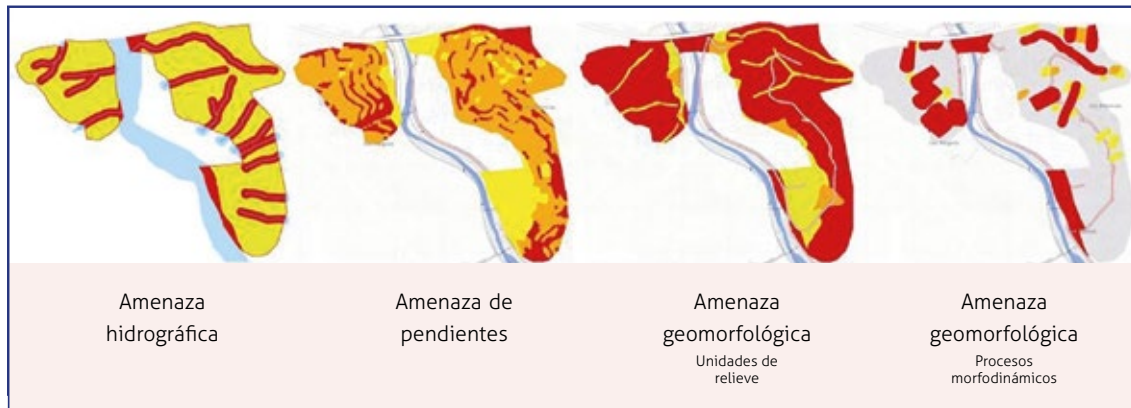 Amenaza
hidrográfica
Amenaza de
pendientes
Amenaza
geomorfológica
Unidades de
relieve
Amenaza
geomorfológica
Procesos
morfodinámicos